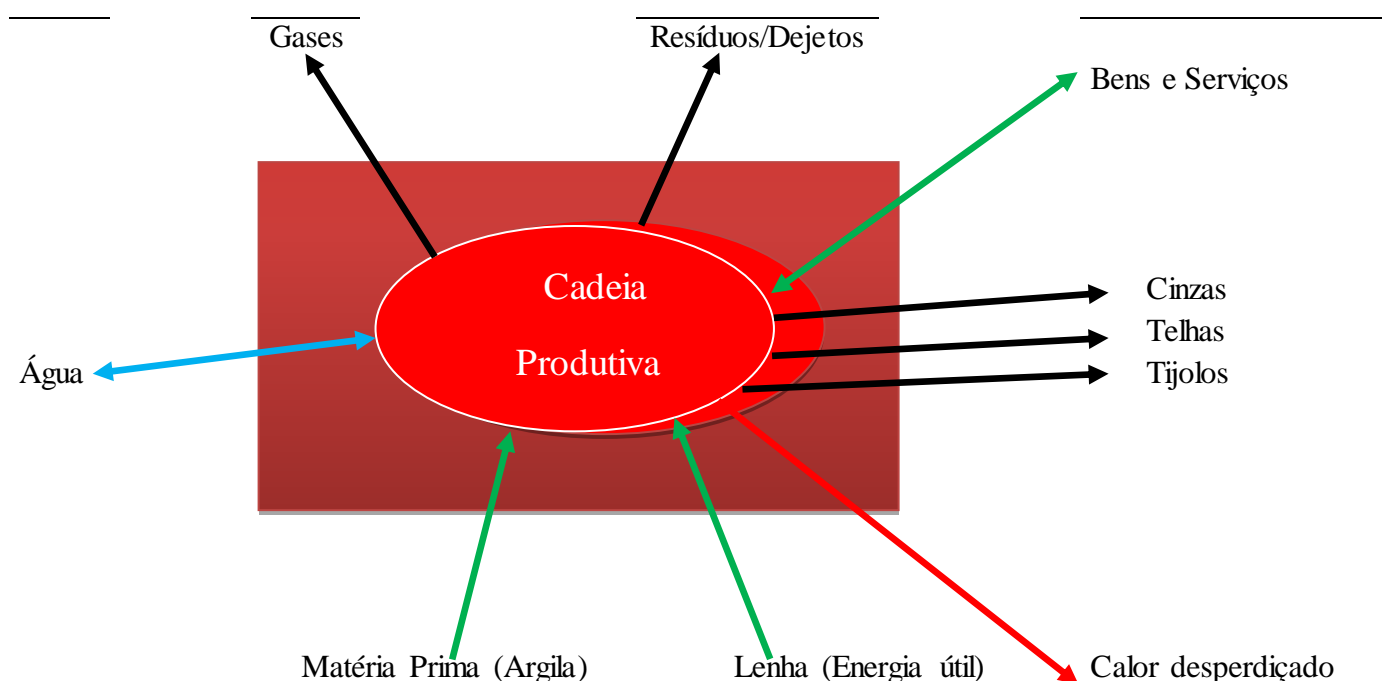 Gases
Resíduos/Dejetos
Bens e Serviços
Cadeia
Produtiva
Cinzas
Telhas
Tijolos
Água
Matéria Prima (Argila)
Lenha (Energia útil)
Calor desperdiçado